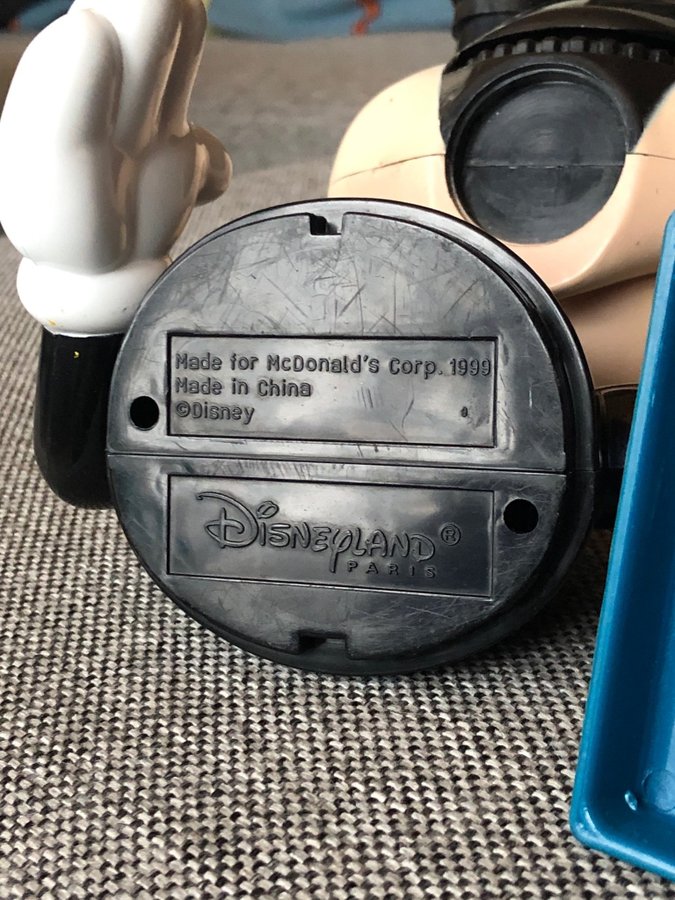 Made for McDonald's Corp. 1999
Made in China
©Disney
Disneyland®
PARIS